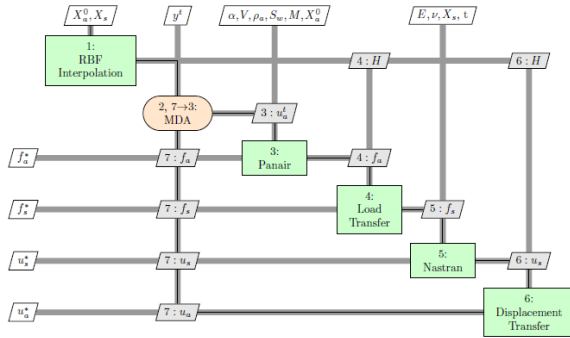 X_a^0, X_s
y^t
α, V, ρ_a, S_w, M, X_a^0
E, ν, X_s, t
1:
RBF
Interpolation
4 : H
6 : H
2, 7→3:
MDA
3 : u_a^t
f_a^*
7 : f_a
3:
Panair
4 : f_a
f_s^*
7 : f_s
4:
Load
Transfer
5 : f_s
u_s^*
7 : u_s
5:
Nastran
6 : u_s
u_a^*
7 : u_a
6:
Displacement
Transfer